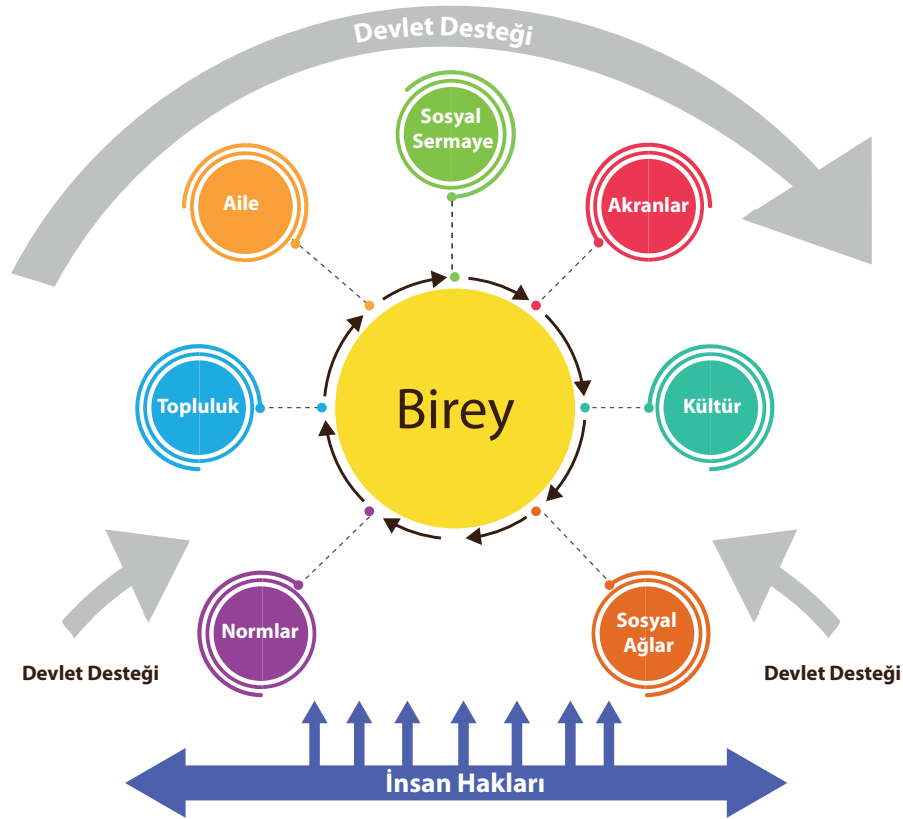 Devlet Desteği
Sosyal
Sermaye
Aile
Akranlar
Topluluk
Birey
Kültür
Normlar
Sosyal
Ağlar
Devlet Desteği
Devlet Desteği
İnsan Hakları